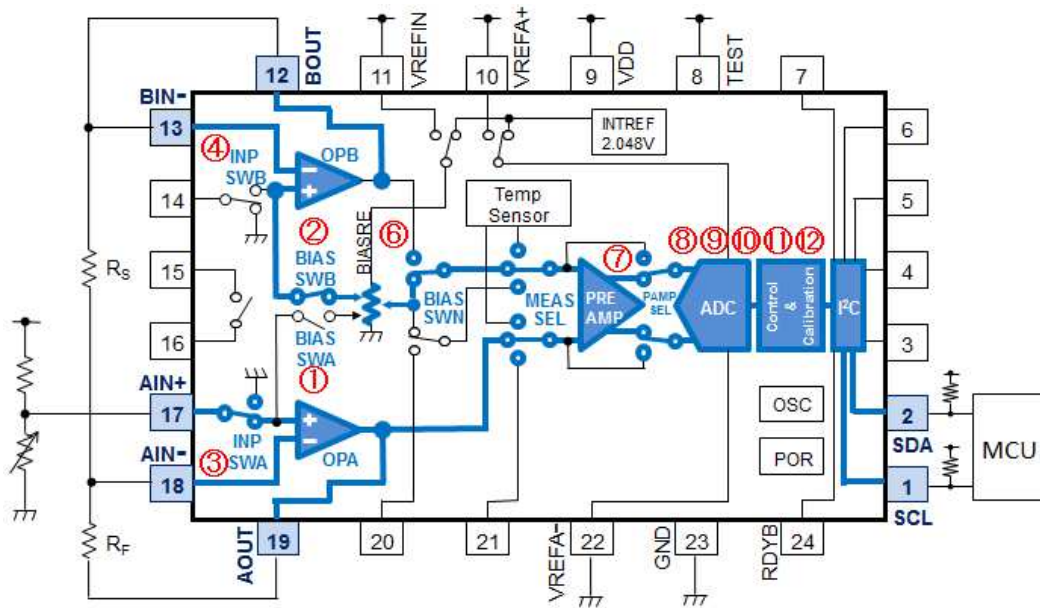 BOUT
VREFIN
VREFA+
VDD
TEST
12
11
10
9
8
7
BIN-
13
④
INP
SWB
OPB
INTREF
2.048V
6
14
Temp
Sensor
5
②
BIAS
SWB
BIASRE
⑥
⑦
⑧
⑨
⑩
⑪
⑫
RS
15
BIAS
SWN
MEAS
SEL
PRE
AMP
PAMP
SEL
ADC
Control
&
Calibration
I²C
4
16
BIAS
SWA
3
AIN+
①
17
INP
SWA
OPA
OSC
2
SDA
MCU
AIN-
③
18
POR
1
SCL
RF
AOUT
19
20
21
VREFA-
22
GND
23
RDYB
24